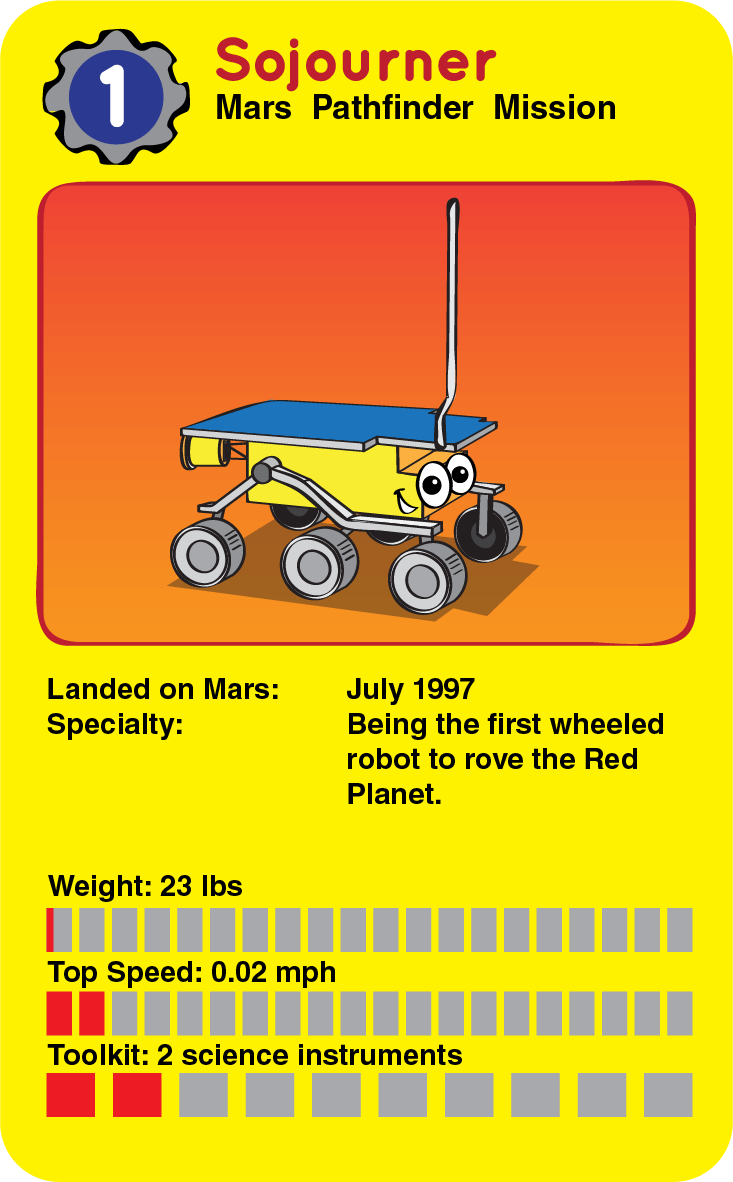 1
Sojourner
Mars Pathfinder Mission
Landed on Mars: July 1997
Specialty: Being the first wheeled
robot to rove the Red
Planet.
Weight: 23 lbs
Top Speed: 0.02 mph
Toolkit: 2 science instruments